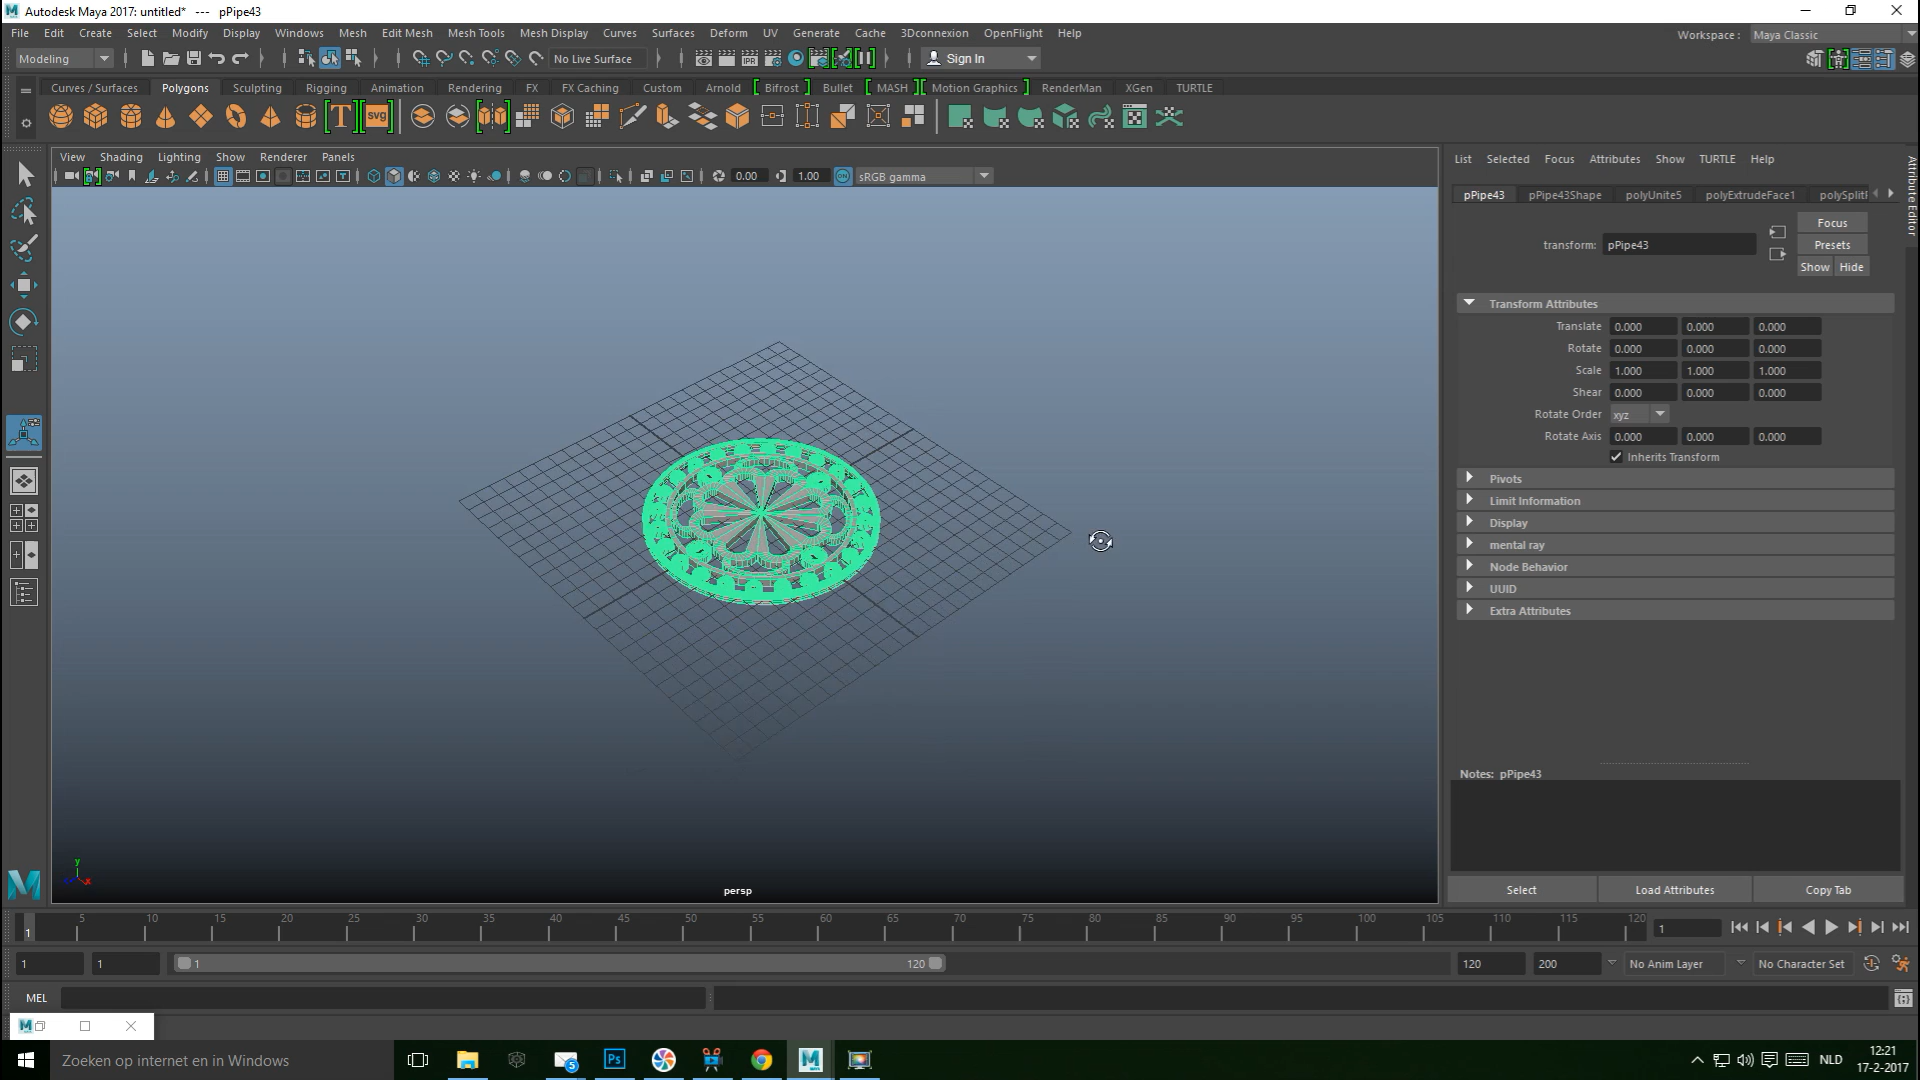 Autodesk Maya 2017: untitled* --- pPipe43
File Edit Create Select Modify Display Windows Mesh Edit Mesh Mesh Tools Mesh Display Curves Surfaces Deform UV Generate Cache 3Dconnexion OpenFlight Help
Workspace : Maya Classic
Modeling No Live Surface IPR Sign In
Curves / Surfaces Polygons Sculpting Rigging Animation Rendering FX FX Caching Custom Arnold Bifrost Bullet MASH Motion Graphics RenderMan XGen TURTLE
T svg
View Shading Lighting Show Renderer Panels
0.00 1.00 ON sRGB gamma
List Selected Focus Attributes Show TURTLE Help
Attribute Editor
pPipe43 pPipe43Shape polyUnite5 polyExtrudeFace1 polySplitI
Focus
transform: pPipe43 Presets
Show Hide
Transform Attributes
Translate 0.000 0.000 0.000
Rotate 0.000 0.000 0.000
Scale 1.000 1.000 1.000
Shear 0.000 0.000 0.000
Rotate Order xyz
Rotate Axis 0.000 0.000 0.000
Inherits Transform
Pivots
Limit Information
Display
mental ray
Node Behavior
UUID
Extra Attributes
Notes: pPipe43
y
x
persp
Select Load Attributes Copy Tab
5 10 15 20 25 30 35 40 45 50 55 60 65 70 75 80 85 90 95 100 105 110 115 120
1 1
1 1 1 120 120 200 No Anim Layer No Character Set
MEL
Zoeken op internet en in Windows
5 Ps M NLD
12:21
17-2-2017